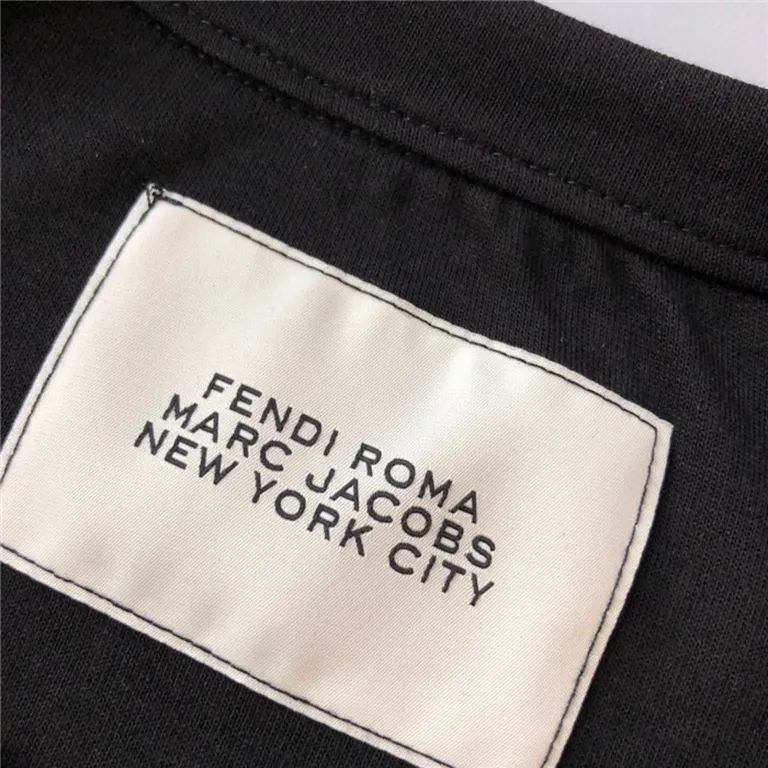 FENDI ROMA
MARC JACOBS
NEW YORK CITY